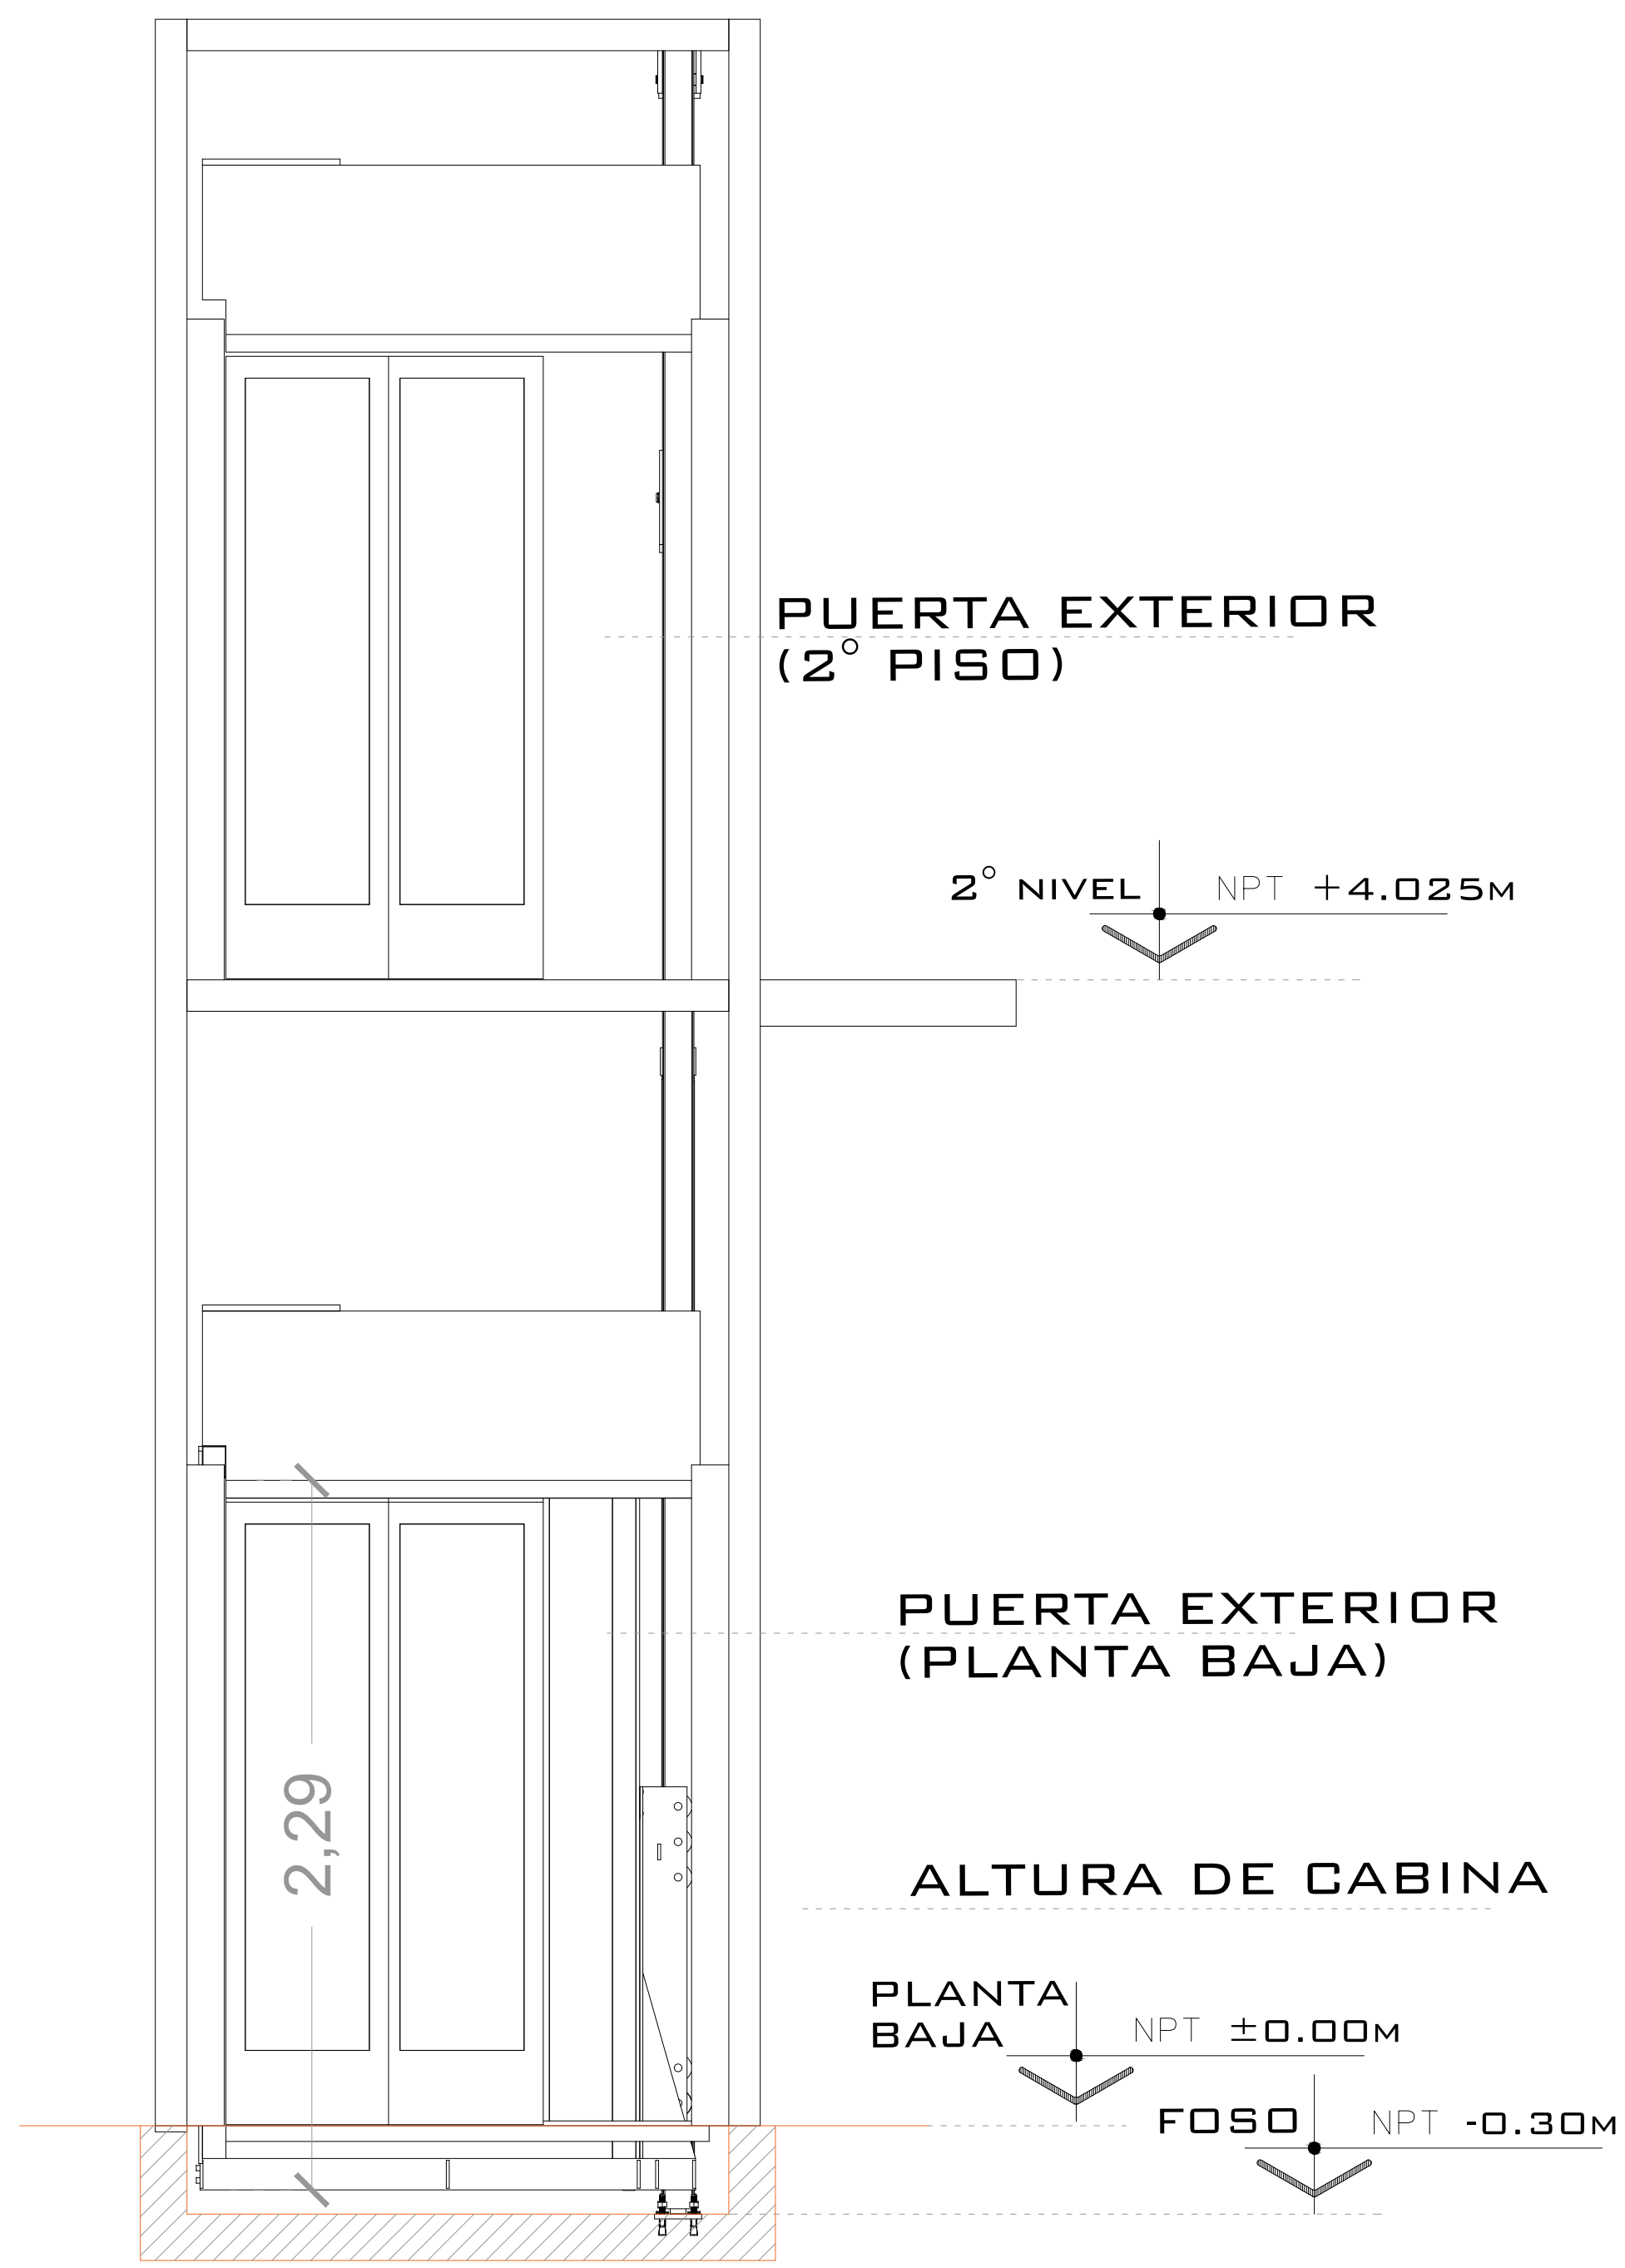 PUERTA EXTERIOR
(2° PISO)
2° NIVEL NPT +4.025M
PUERTA EXTERIOR
(PLANTA BAJA)
2,29
ALTURA DE CABINA
PLANTA
BAJA
NPT ±0.00M
FOSO NPT -0.30M